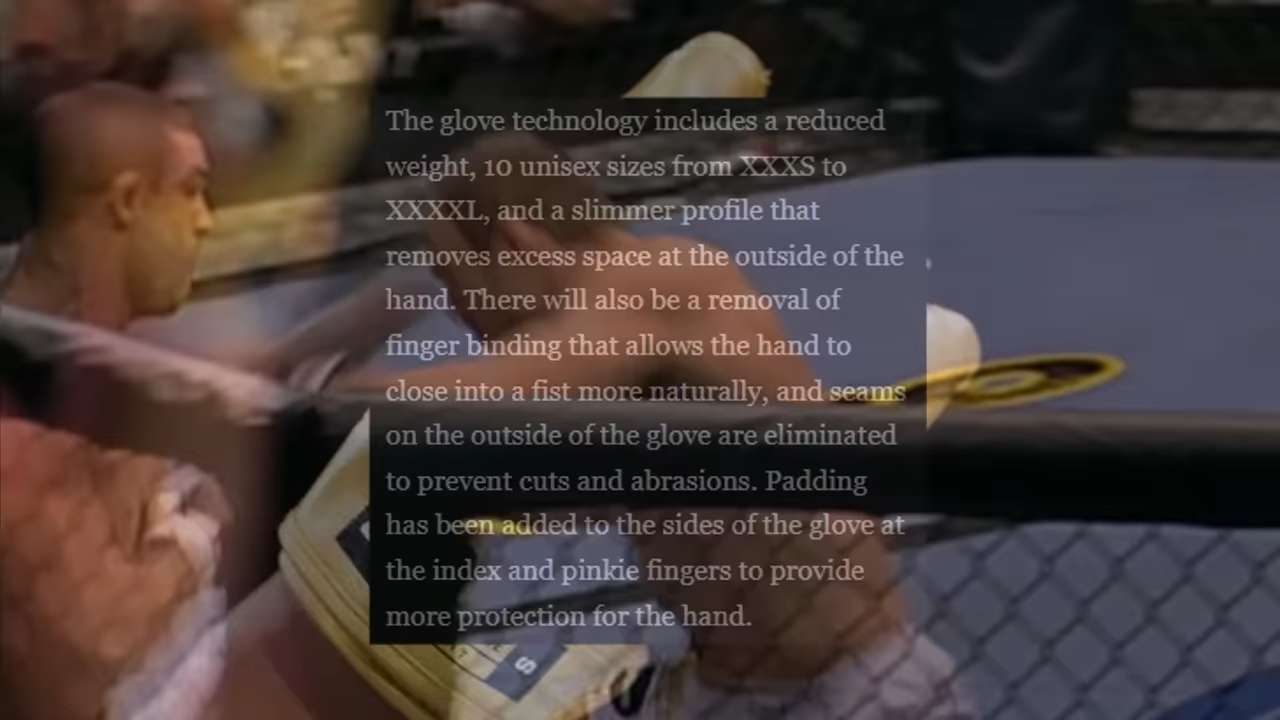 The glove technology includes a reduced
weight, 10 unisex sizes from XXXS to
XXXXL, and a slimmer profile that
removes excess space at the outside of the
hand. There will also be a removal of
finger binding that allows the hand to
close into a fist more naturally, and seams
on the outside of the glove are eliminated
to prevent cuts and abrasions. Padding
has been added to the sides of the glove at
the index and pinkie fingers to provide
more protection for the hand.
S